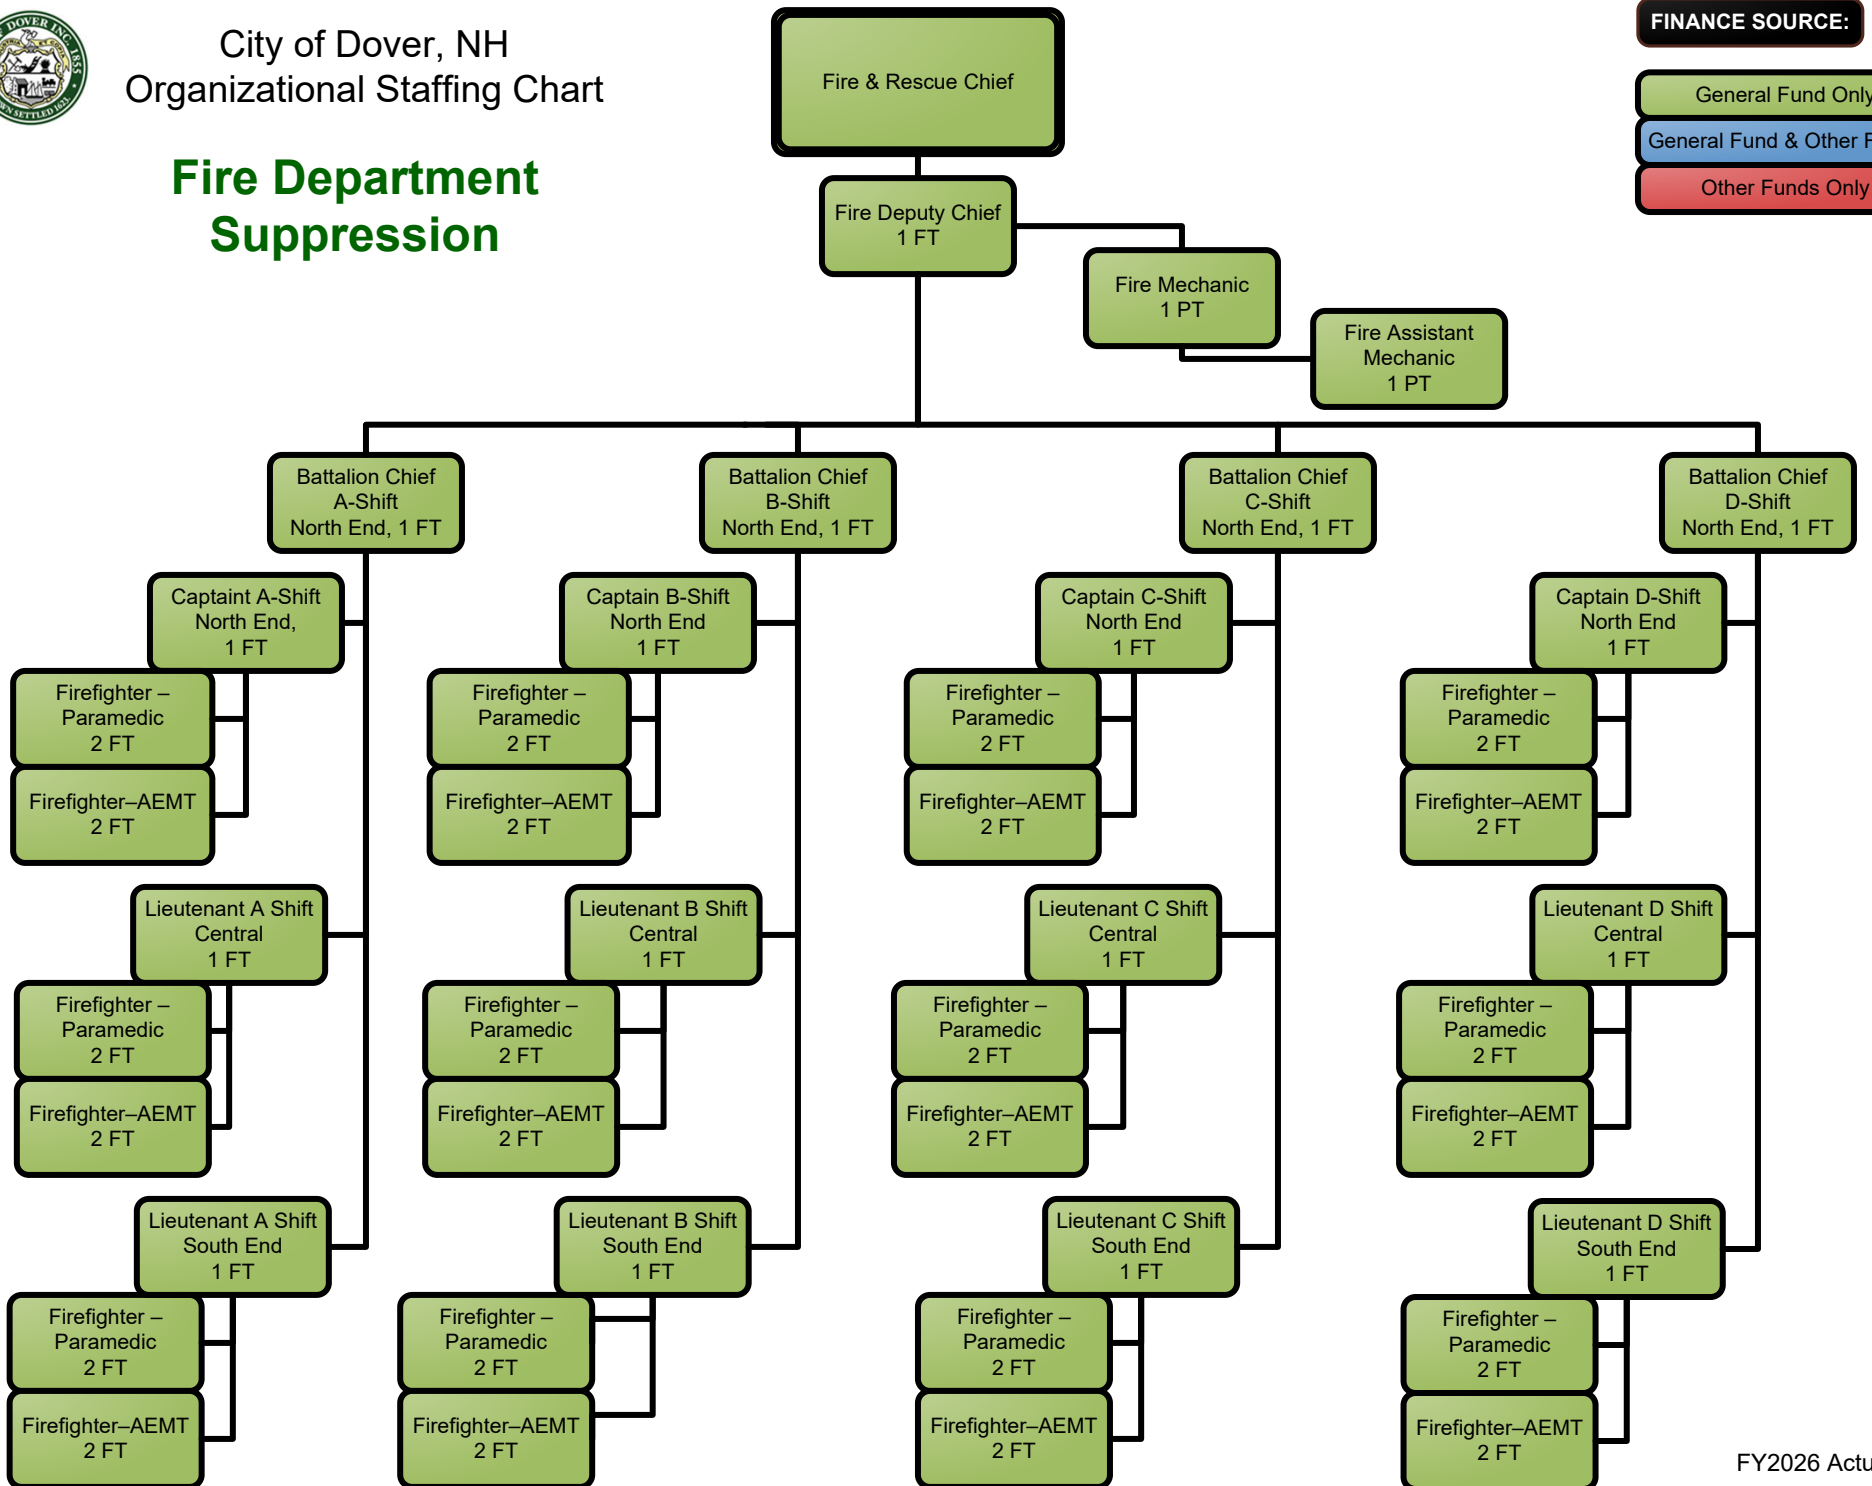 City of Dover, NH
Organizational Staffing Chart
Fire Department
Suppression
FINANCE SOURCE:
General Fund Only
General Fund & Other
Other Funds Only
Fire & Rescue Chief
Fire Deputy Chief
1 FT
Fire Mechanic
1 PT
Fire Assistant
Mechanic
1 PT
Battalion Chief
A-Shift
North End, 1 FT
Battalion Chief
B-Shift
North End, 1 FT
Battalion Chief
C-Shift
North End, 1 FT
Battalion Chief
D-Shift
North End, 1 FT
Captaint A-Shift
North End,
1 FT
Captain B-Shift
North End
1 FT
Captain C-Shift
North End
1 FT
Captain D-Shift
North End
1 FT
Firefighter –
Paramedic
2 FT
Firefighter –
Paramedic
2 FT
Firefighter –
Paramedic
2 FT
Firefighter –
Paramedic
2 FT
Firefighter–AEMT
2 FT
Firefighter–AEMT
2 FT
Firefighter–AEMT
2 FT
Firefighter–AEMT
2 FT
Lieutenant A Shift
Central
1 FT
Lieutenant B Shift
Central
1 FT
Lieutenant C Shift
Central
1 FT
Lieutenant D Shift
Central
1 FT
Firefighter –
Paramedic
2 FT
Firefighter –
Paramedic
2 FT
Firefighter –
Paramedic
2 FT
Firefighter –
Paramedic
2 FT
Firefighter–AEMT
2 FT
Firefighter–AEMT
2 FT
Firefighter–AEMT
2 FT
Firefighter–AEMT
2 FT
Lieutenant A Shift
South End
1 FT
Lieutenant B Shift
South End
1 FT
Lieutenant C Shift
South End
1 FT
Lieutenant D Shift
South End
1 FT
Firefighter –
Paramedic
2 FT
Firefighter –
Paramedic
2 FT
Firefighter –
Paramedic
2 FT
Firefighter –
Paramedic
2 FT
Firefighter–AEMT
2 FT
Firefighter–AEMT
2 FT
Firefighter–AEMT
2 FT
Firefighter–AEMT
2 FT
FY2026